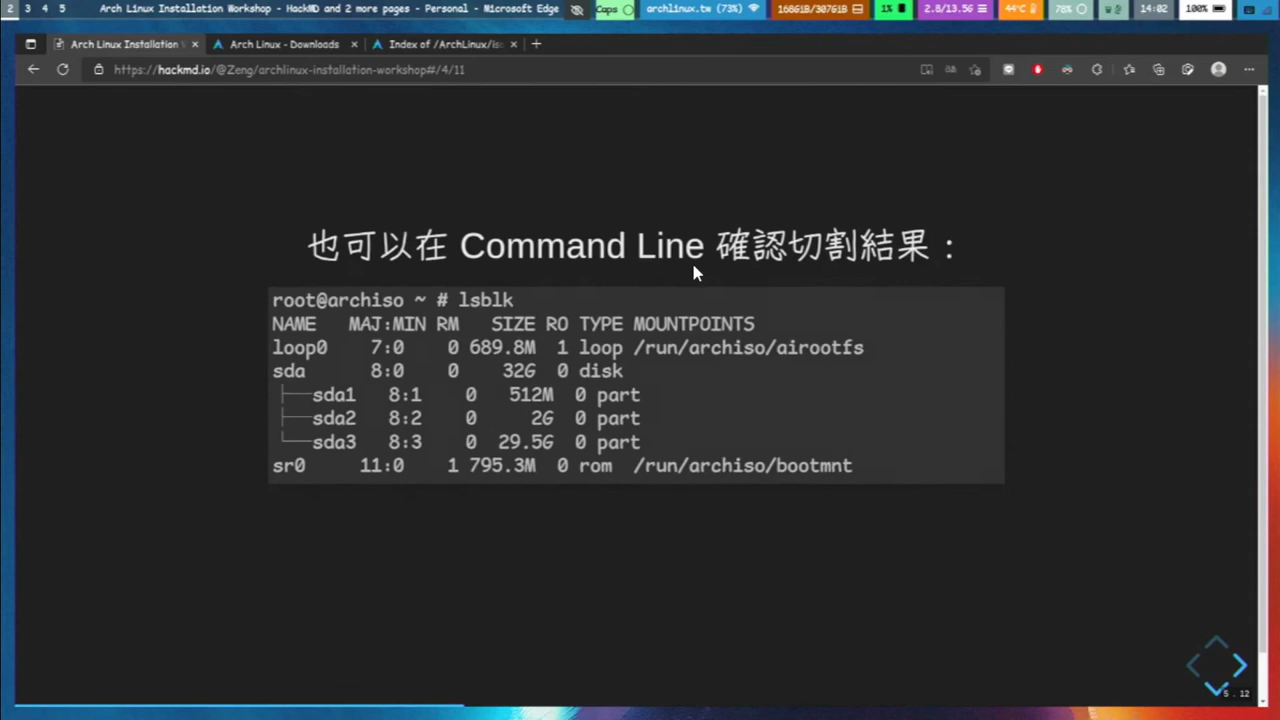 2 3 4 5 Arch Linux Installation Workshop - HackMD and 2 more pages - Personal - Microsoft Edge Caps archlinux.tw (73%) 168GiB/307GiB 1% 2.8/13.5G 44°C 78% 14:02 100%
Arch Linux Installation Arch Linux - Downloads Index of /ArchLinux/is
https://hackmd.io/@Zeng/archlinux-installation-workshop#/4/11
也可以在 Command Line 確認切割結果：
root@archiso ~ # lsblk
NAME MAJ:MIN RM SIZE RO TYPE MOUNTPOINTS
loop0 7:0 0 689.8M 1 loop /run/archiso/airootfs
sda 8:0 0 32G 0 disk
├──sda1 8:1 0 512M 0 part
├──sda2 8:2 0 2G 0 part
└──sda3 8:3 0 29.5G 0 part
sr0 11:0 1 795.3M 0 rom /run/archiso/bootmnt
5 . 12